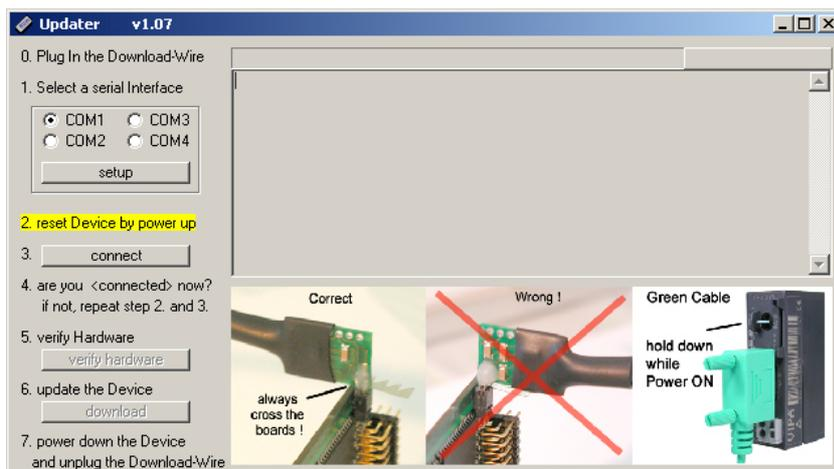 Updater v1.07
0. Plug In the Download-Wire
1. Select a serial Interface
COM1 COM3
COM2 COM4
setup
2. reset Device by power up
3. connect
4. are you <connected> now?
if not, repeat step 2. and 3.
5. verify Hardware
verify hardware
6. update the Device
download
7. power down the Device
and unplug the Download-Wire
Correct
always
cross the
boards !
Wrong !
Green Cable
hold down
while
Power ON
VIPA